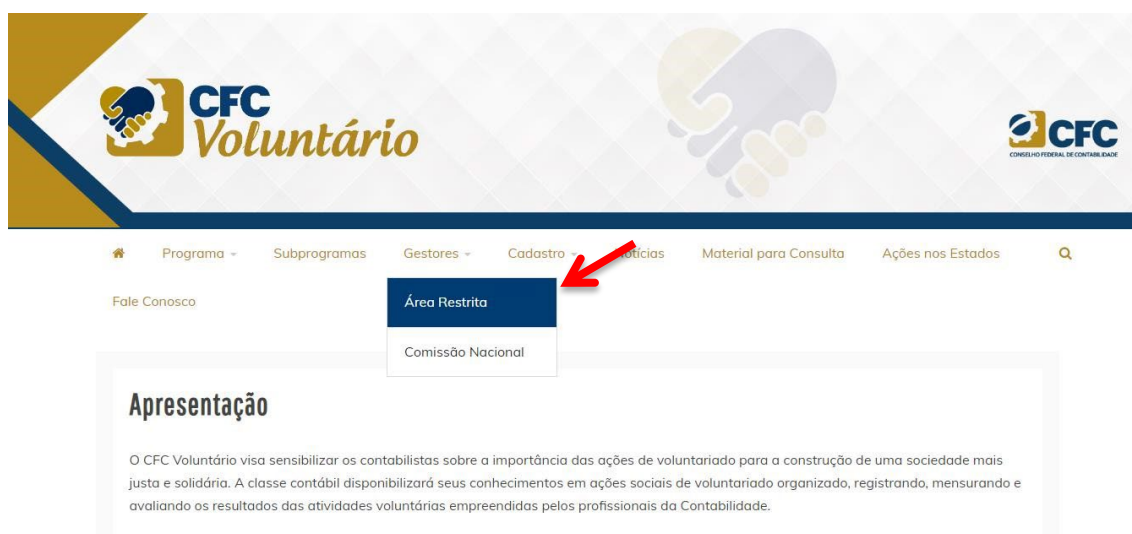 CFC
Voluntário
CFC
CONSELHO FEDERAL DE CONTABILIDADE
Programa Subprogramas Gestores Cadastro Notícias Material para Consulta Ações nos Estados
Fale Conosco
Área Restrita
Comissão Nacional
Apresentação
O CFC Voluntário visa sensibilizar os contabilistas sobre a importância das ações de voluntariado para a construção de uma sociedade mais
justa e solidária. A classe contábil disponibilizará seus conhecimentos em ações sociais de voluntariado organizado, registrando, mensurando e
avaliando os resultados das atividades voluntárias empreendidas pelos profissionais da Contabilidade.